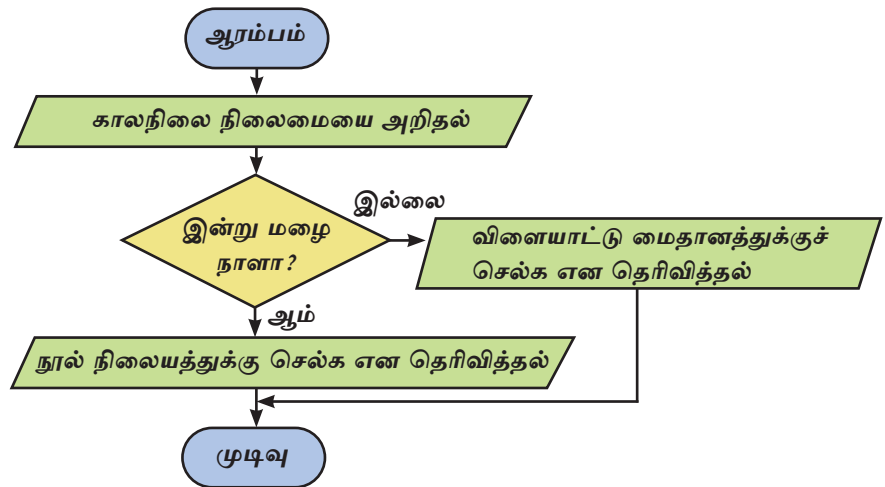 ஆரம்பம்
காலநிலை நிலைமையை அறிதல்
இன்று மழை
நாளா?
இல்லை
விளையாட்டு மைதானத்துக்குச்
செல்க என தெரிவித்தல்
ஆம்
நூல் நிலையத்துக்கு செல்க என தெரிவித்தல்
முடிவு